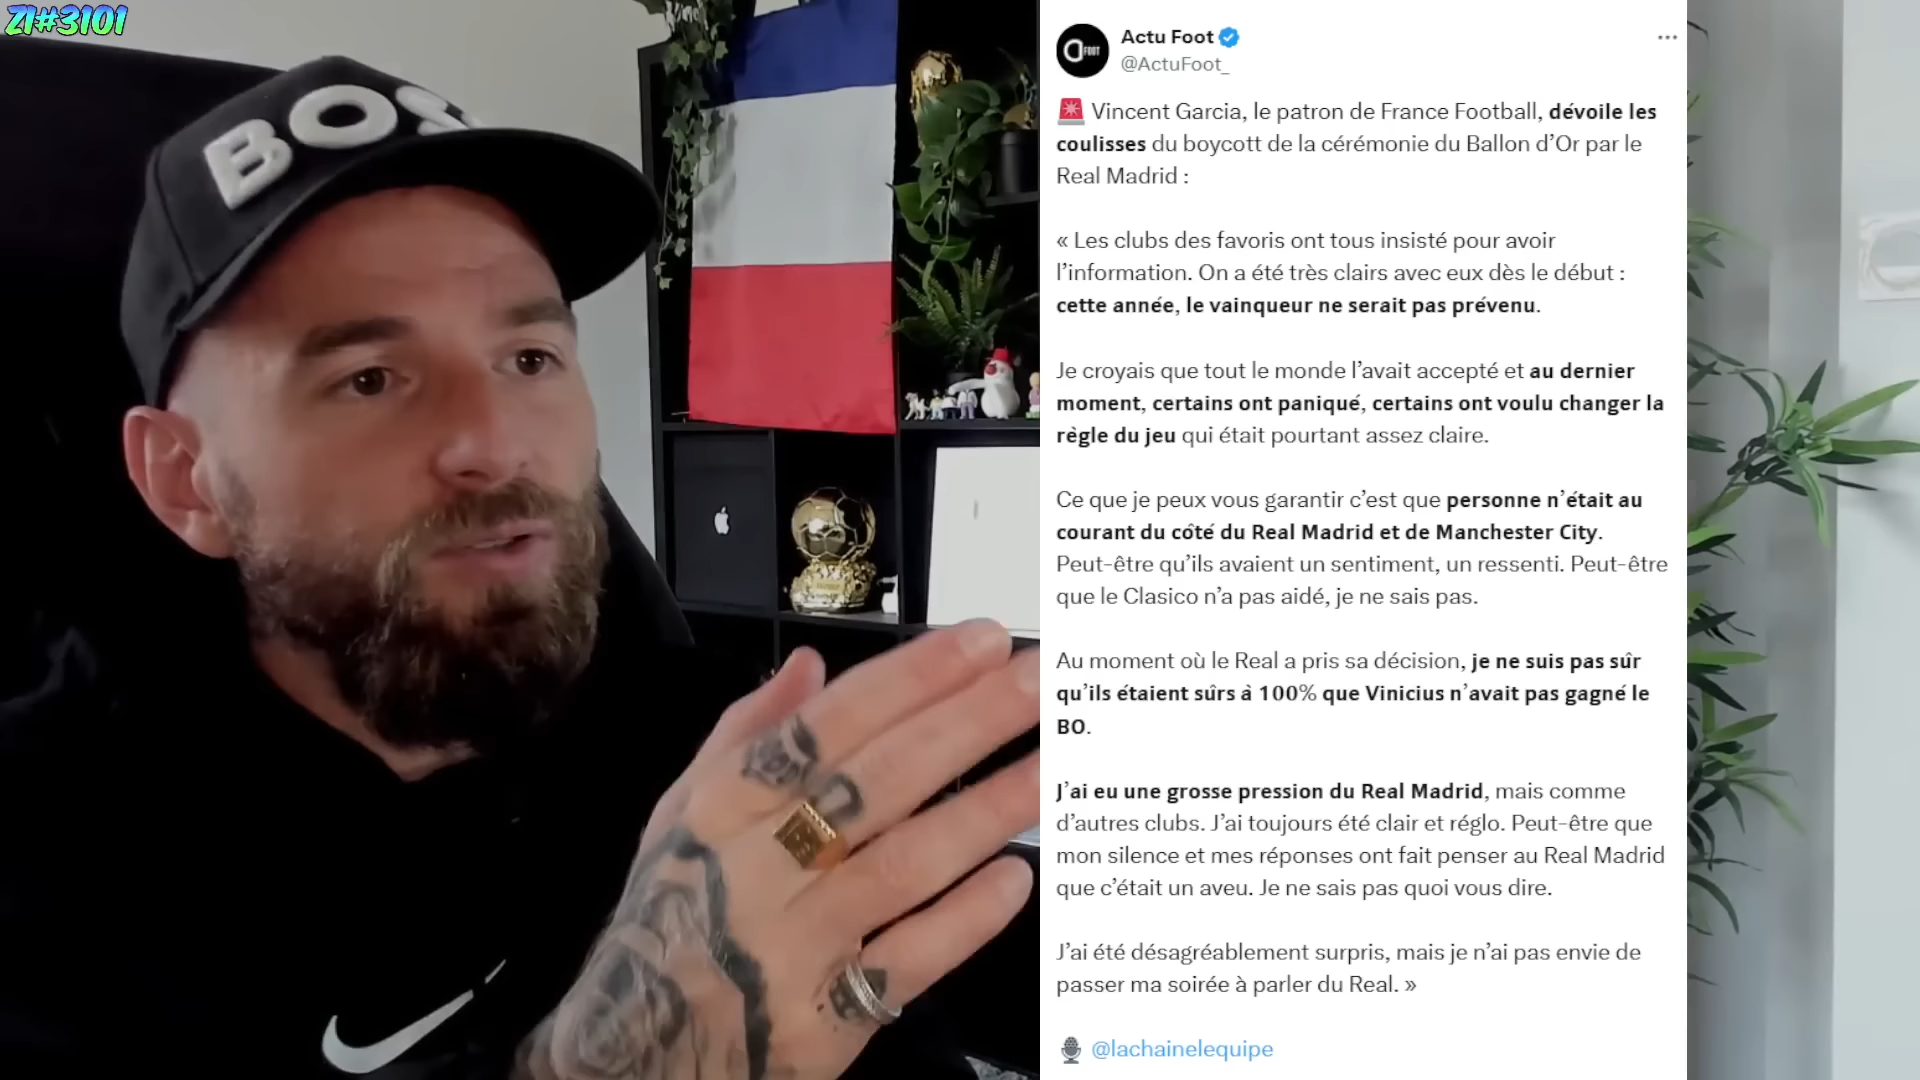 ZI#3101
BOS
Actu Foot
@ActuFoot_
FOOT
🚨 Vincent Garcia, le patron de France Football, dévoile les
coulisses du boycott de la cérémonie du Ballon d’Or par le
Real Madrid :
« Les clubs des favoris ont tous insisté pour avoir
l’information. On a été très clairs avec eux dès le début :
cette année, le vainqueur ne serait pas prévenu.
Je croyais que tout le monde l’avait accepté et au dernier
moment, certains ont paniqué, certains ont voulu changer la
règle du jeu qui était pourtant assez claire.
Ce que je peux vous garantir c’est que personne n’était au
courant du côté du Real Madrid et de Manchester City.
Peut-être qu’ils avaient un sentiment, un ressenti. Peut-être
que le Clasico n’a pas aidé, je ne sais pas.
Au moment où le Real a pris sa décision, je ne suis pas sûr
qu’ils étaient sûrs à 100% que Vinicius n’avait pas gagné le
BO.
J’ai eu une grosse pression du Real Madrid, mais comme
d’autres clubs. J’ai toujours été clair et réglo. Peut-être que
mon silence et mes réponses ont fait penser au Real Madrid
que c’était un aveu. Je ne sais pas quoi vous dire.
J’ai été désagréablement surpris, mais je n’ai pas envie de
passer ma soirée à parler du Real. »
🎙️ @lachainelequipe